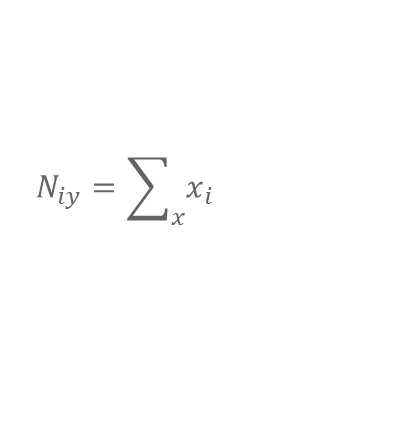 N_{iy} = \sum_{x} x_i